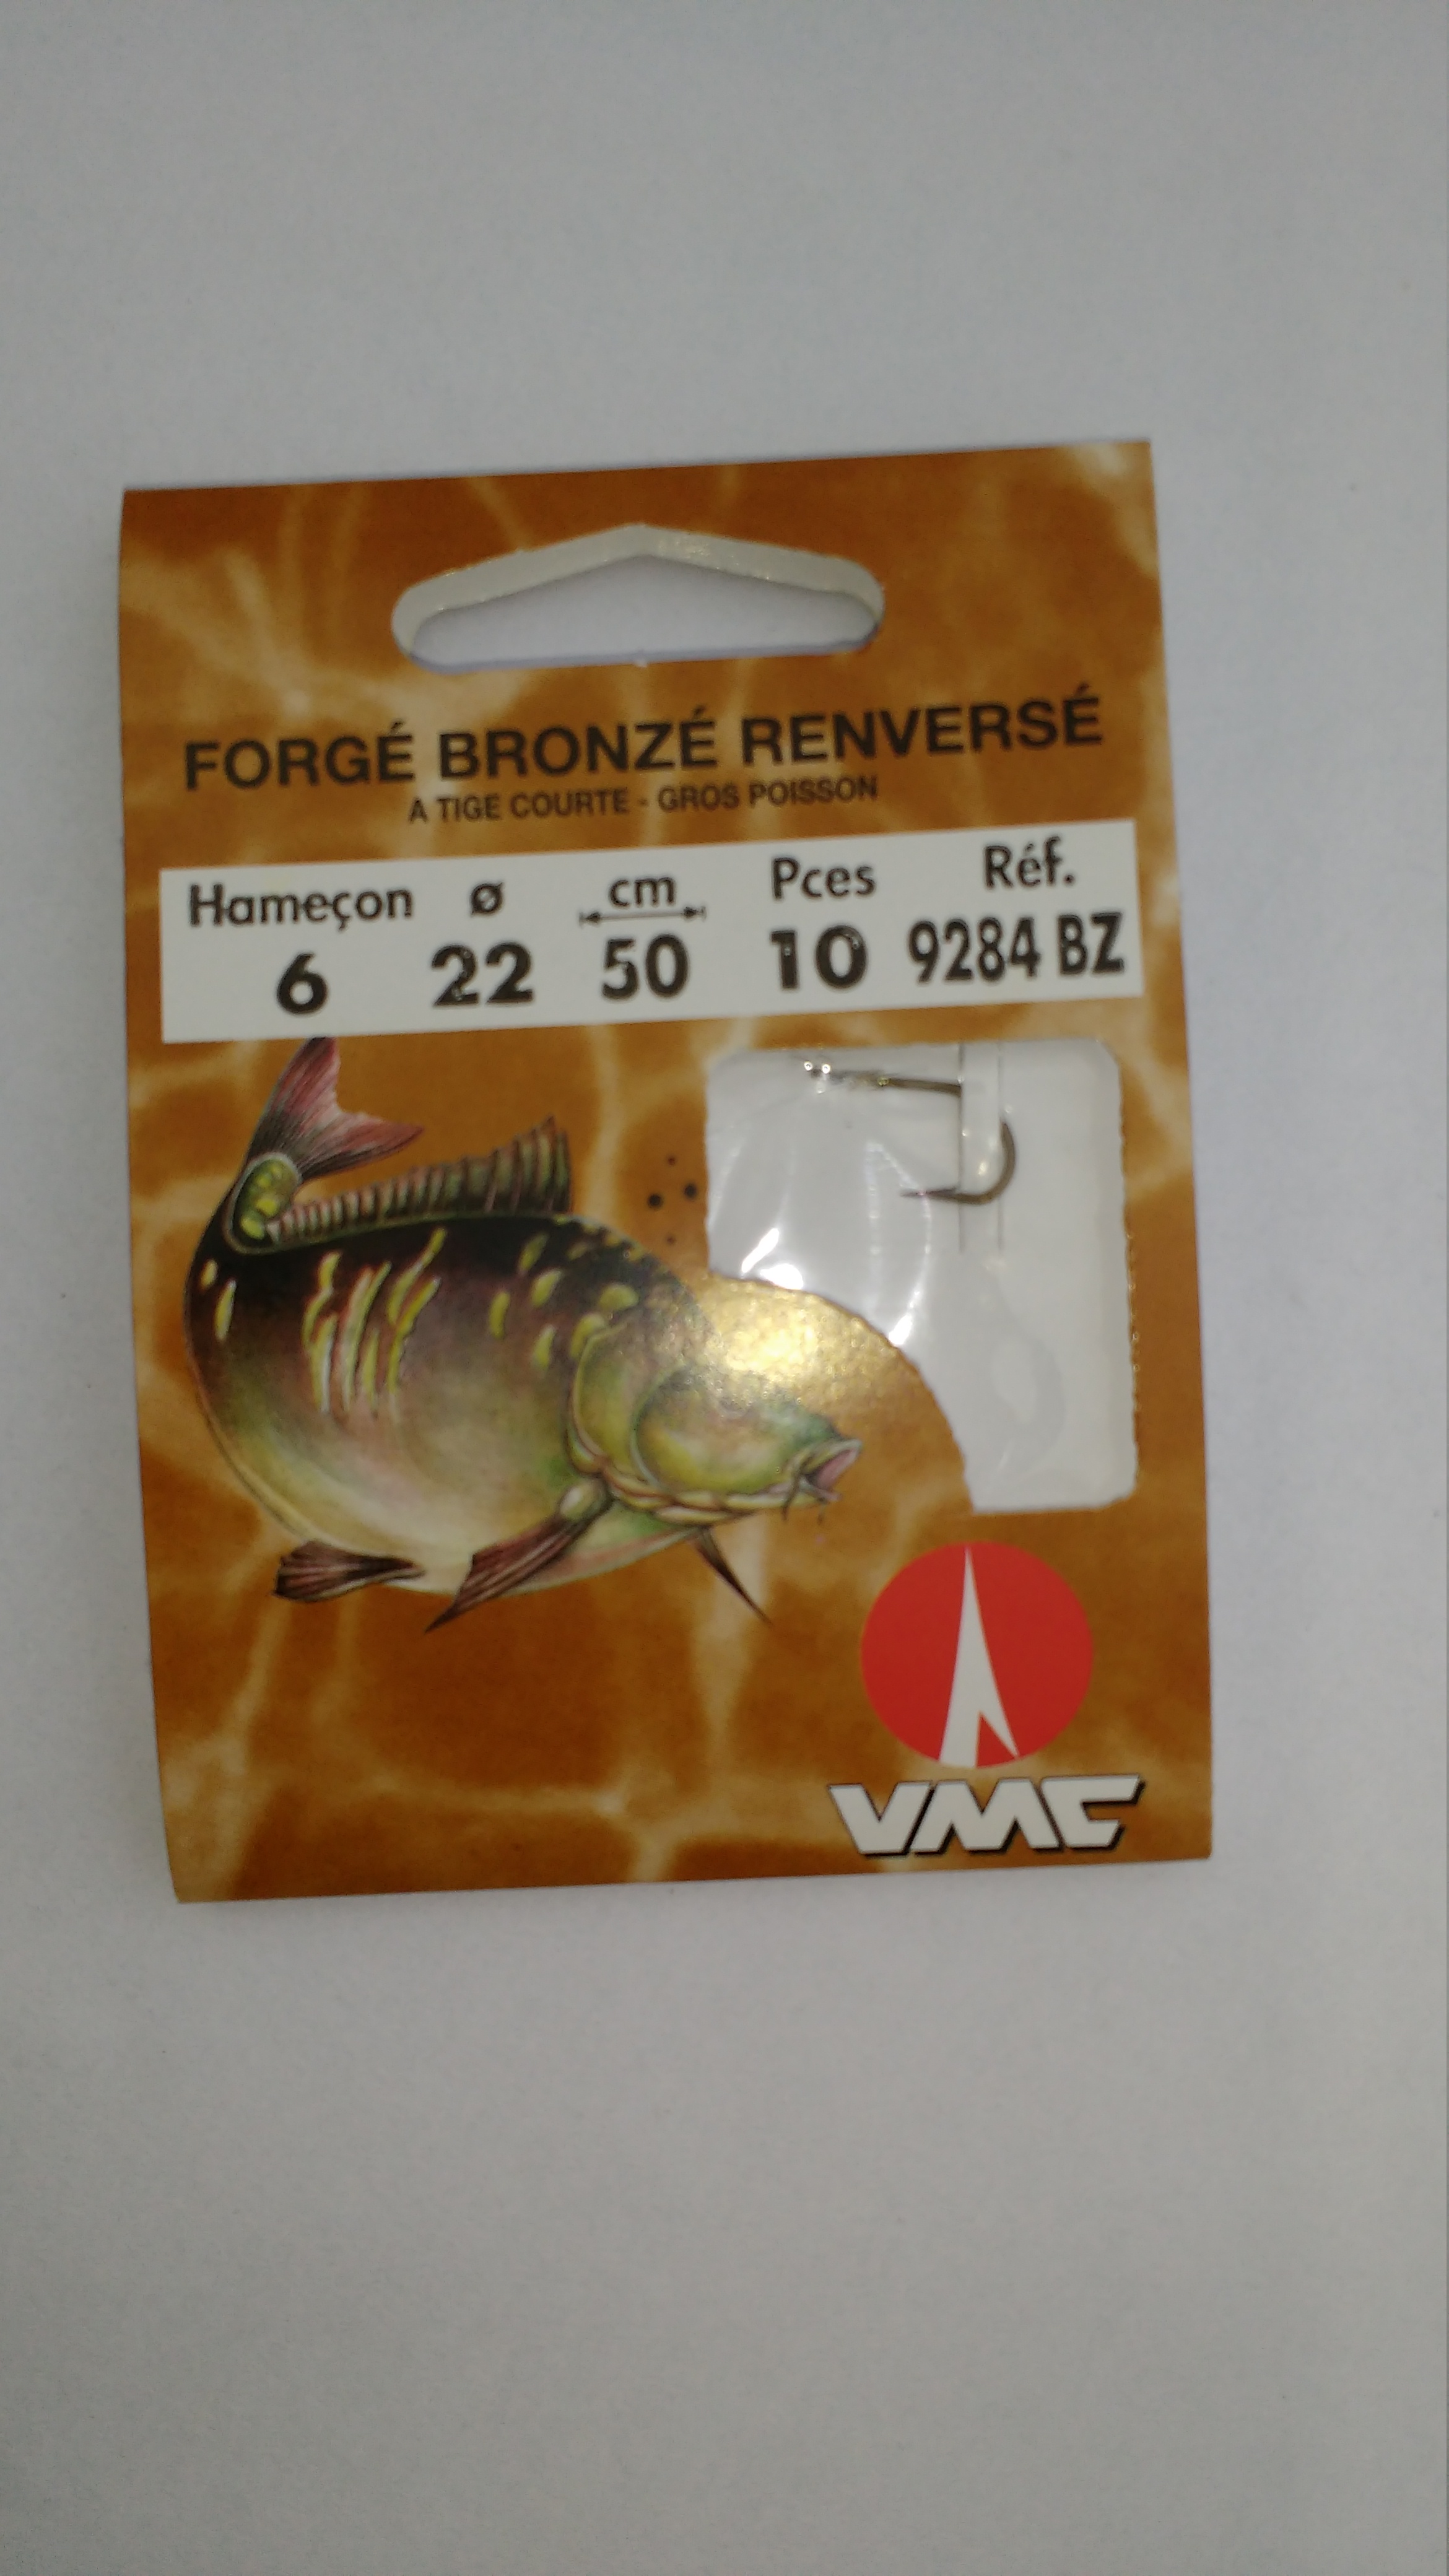 FORGÉ BRONZÉ RENVERSÉ
A TIGE COURTE - GROS POISSON
Hameçon ø cm Pces Réf.
6 22 50 10 9284 BZ
VMC